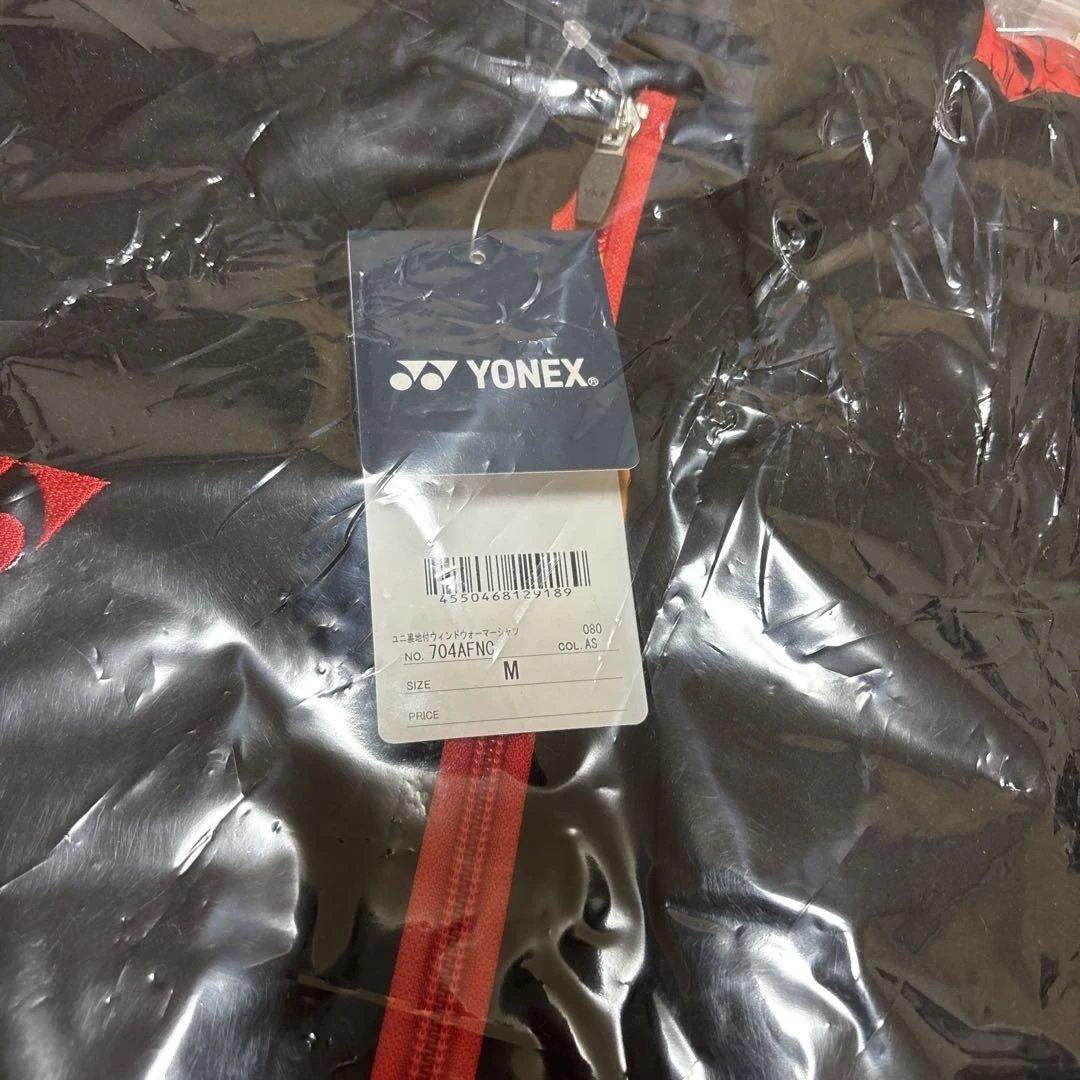 YKK
YONEX®
4550468129189
ユニ裏地付ウィンドウォーマーシャツ 080
NO. 704AFNC COL. AS
SIZE M
PRICE